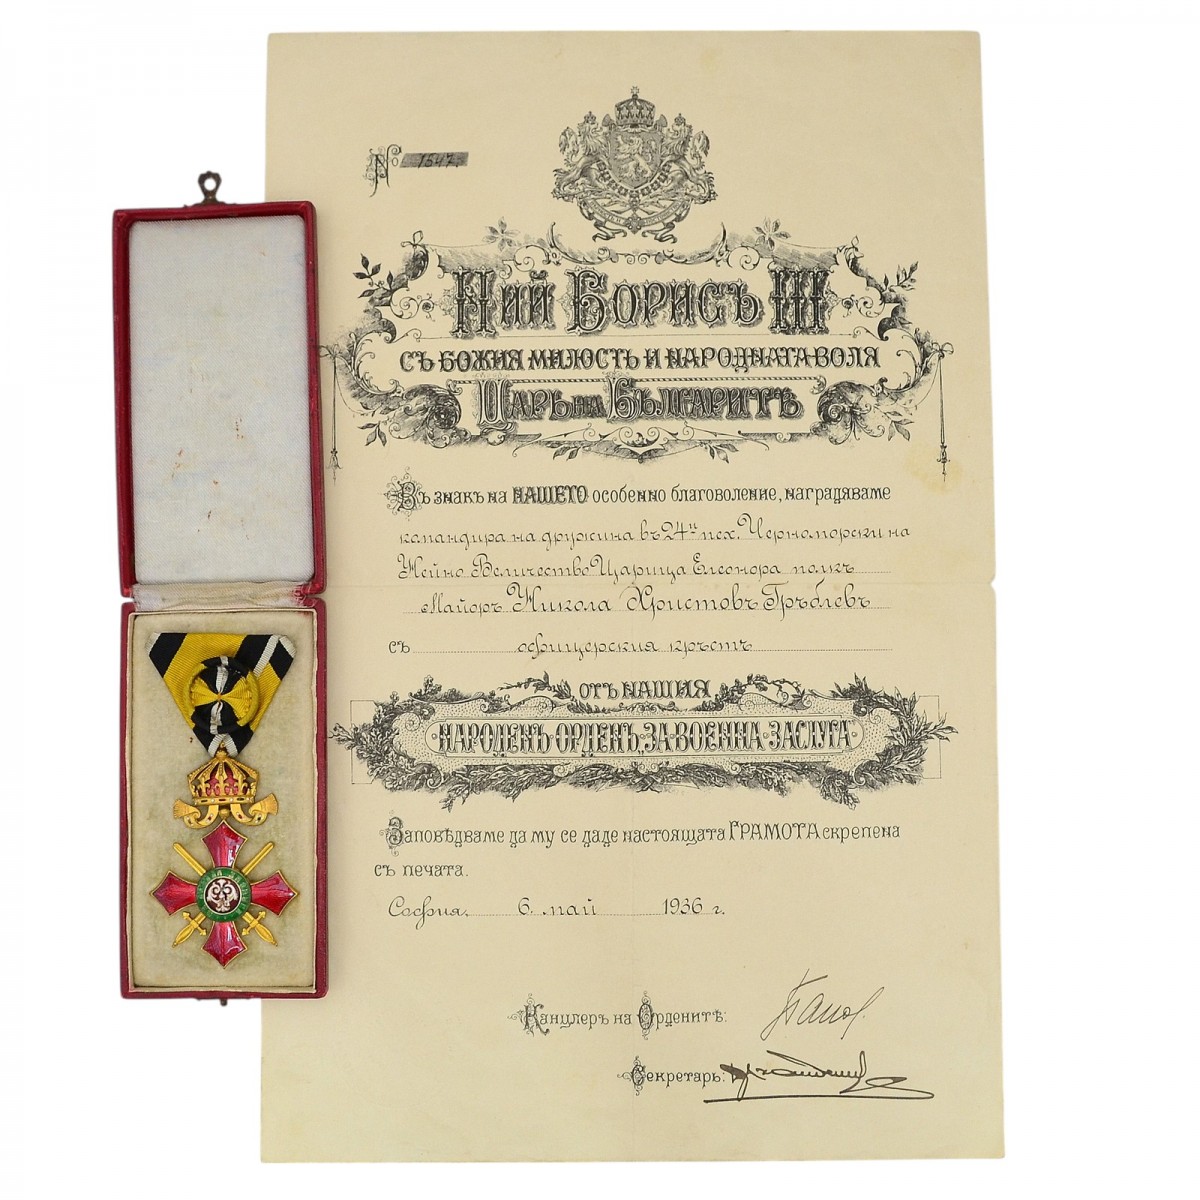 № 1547.
Ний Борисъ III
съ Божия милость и народната воля
Царь на Българитѣ
Въ знакъ на НАШЕТО особенно благоволение, наградяваме
командира на дружина въ 24й пех. Черноморски на
Нейно Величество Царица Елеонора полкъ
Майоръ Никола Христовъ Гръблевъ
съ офицерския кръстъ
отъ нашия
народенъ орденъ „за военна заслуга“
Заповѣдваме да му се даде настоящата ГРАМОТА скрепена
съ печата.
София, 6. май 1936 г.
Канцлеръ на Орденитѣ:
Секретарь: